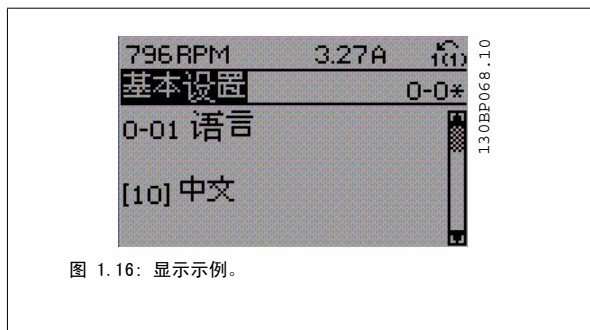 796RPM 3.27A 1(1)
基本设置 0-0*
0-01 语言
[10] 中文
130BP068.10
图 1.16: 显示示例。